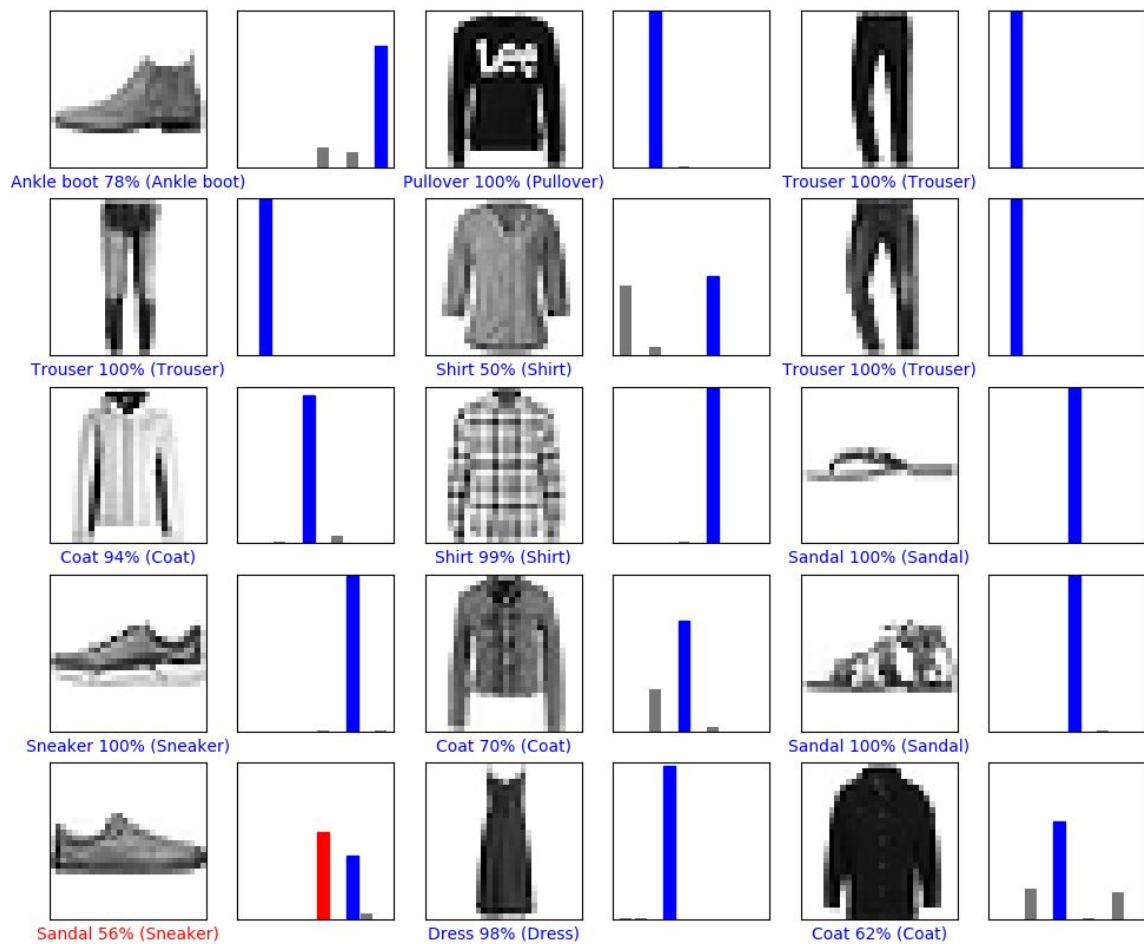 Lee
Ankle boot 78% (Ankle boot)
Pullover 100% (Pullover)
Trouser 100% (Trouser)
Trouser 100% (Trouser)
Shirt 50% (Shirt)
Trouser 100% (Trouser)
Coat 94% (Coat)
Shirt 99% (Shirt)
Sandal 100% (Sandal)
Sneaker 100% (Sneaker)
Coat 70% (Coat)
Sandal 100% (Sandal)
Sandal 56% (Sneaker)
Dress 98% (Dress)
Coat 62% (Coat)